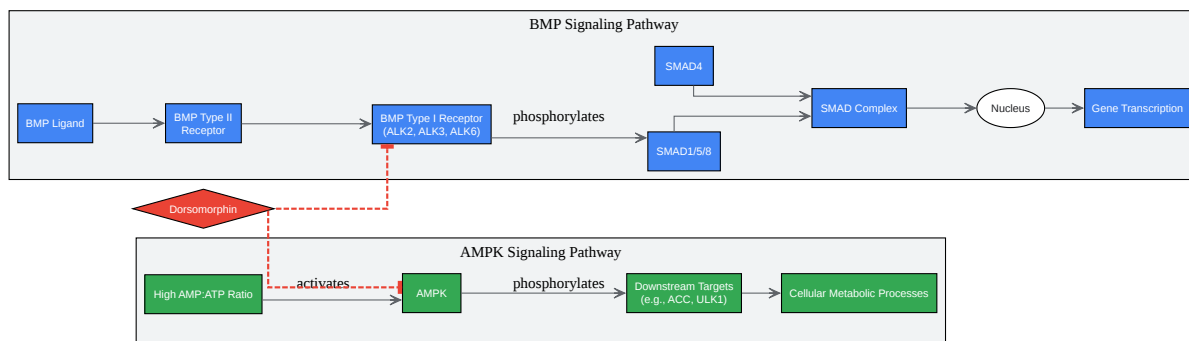 BMP Signaling Pathway
BMP Ligand
BMP Type II
Receptor
BMP Type I Receptor
(ALK2, ALK3, ALK6)
phosphorylates
SMAD4
SMAD1/5/8
SMAD Complex
Nucleus
Gene Transcription
Dorsomorphin
AMPK Signaling Pathway
High AMP:ATP Ratio
activates
AMPK
phosphorylates
Downstream Targets
(e.g., ACC, ULK1)
Cellular Metabolic Processes